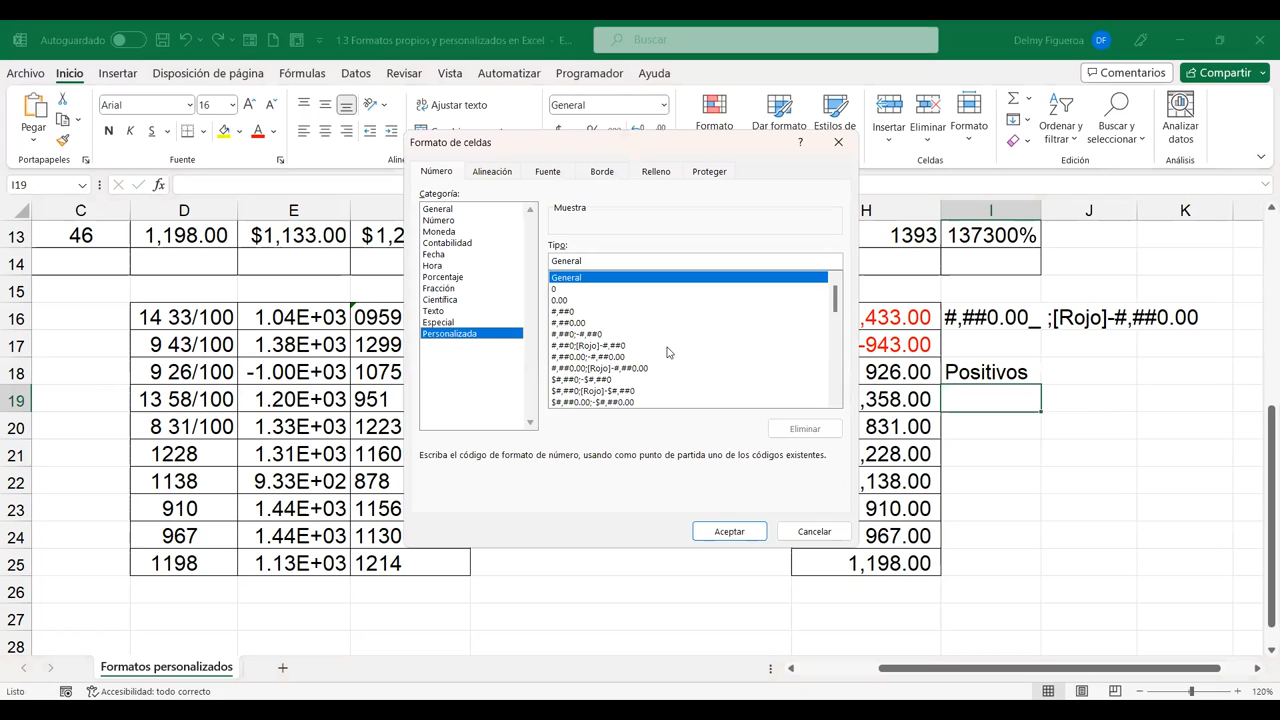 Autoguardado
1.3 Formatos propios y personalizados en Excel - E...
Buscar
Delmy Figueroa DF
Archivo Inicio Insertar Disposición de página Fórmulas Datos Revisar Vista Automatizar Programador Ayuda
Comentarios Compartir
Pegar
Arial 16
Ajustar texto
General
N K S
Formato Dar formato Estilos de
Insertar Eliminar Formato
Ordenar y filtrar
Buscar y seleccionar
Analizar datos
Portapapeles Fuente Celdas Edición Análisis
I19
C D E H I J K
13 46 1,198.00 $1,133.00 $1,2 1393 137300%
14
15
16 14 33/100 1.04E+03 0959 ,433.00 #,##0.00_ ;[Rojo]-#,##0.00
17 9 43/100 1.38E+03 1299 -943.00
18 9 26/100 -1.00E+03 1075 926.00 Positivos
19 13 58/100 1.20E+03 951 ,358.00
20 8 31/100 1.33E+03 1223 831.00
21 1228 1.31E+03 1160 ,228.00
22 1138 9.33E+02 878 ,138.00
23 910 1.44E+03 1156 910.00
24 967 1.44E+03 1130 967.00
25 1198 1.13E+03 1214 1,198.00
26
27
28
Formato de celdas
Número Alineación Fuente Borde Relleno Proteger
Categoría:
General
Número
Moneda
Contabilidad
Fecha
Hora
Porcentaje
Fracción
Científica
Texto
Especial
Personalizada
Muestra
Tipo:
General
General
0
0.00
#,##0
#,##0.00
#,##0;-#,##0
#,##0;[Rojo]-#,##0
#,##0.00;-#,##0.00
#,##0.00;[Rojo]-#,##0.00
$#,##0;-$#,##0
$#,##0;[Rojo]-$#,##0
$#,##0.00;-$#,##0.00
Eliminar
Escriba el código de formato de número, usando como punto de partida uno de los códigos existentes.
Aceptar Cancelar
Formatos personalizados
Listo Accesibilidad: todo correcto
120%